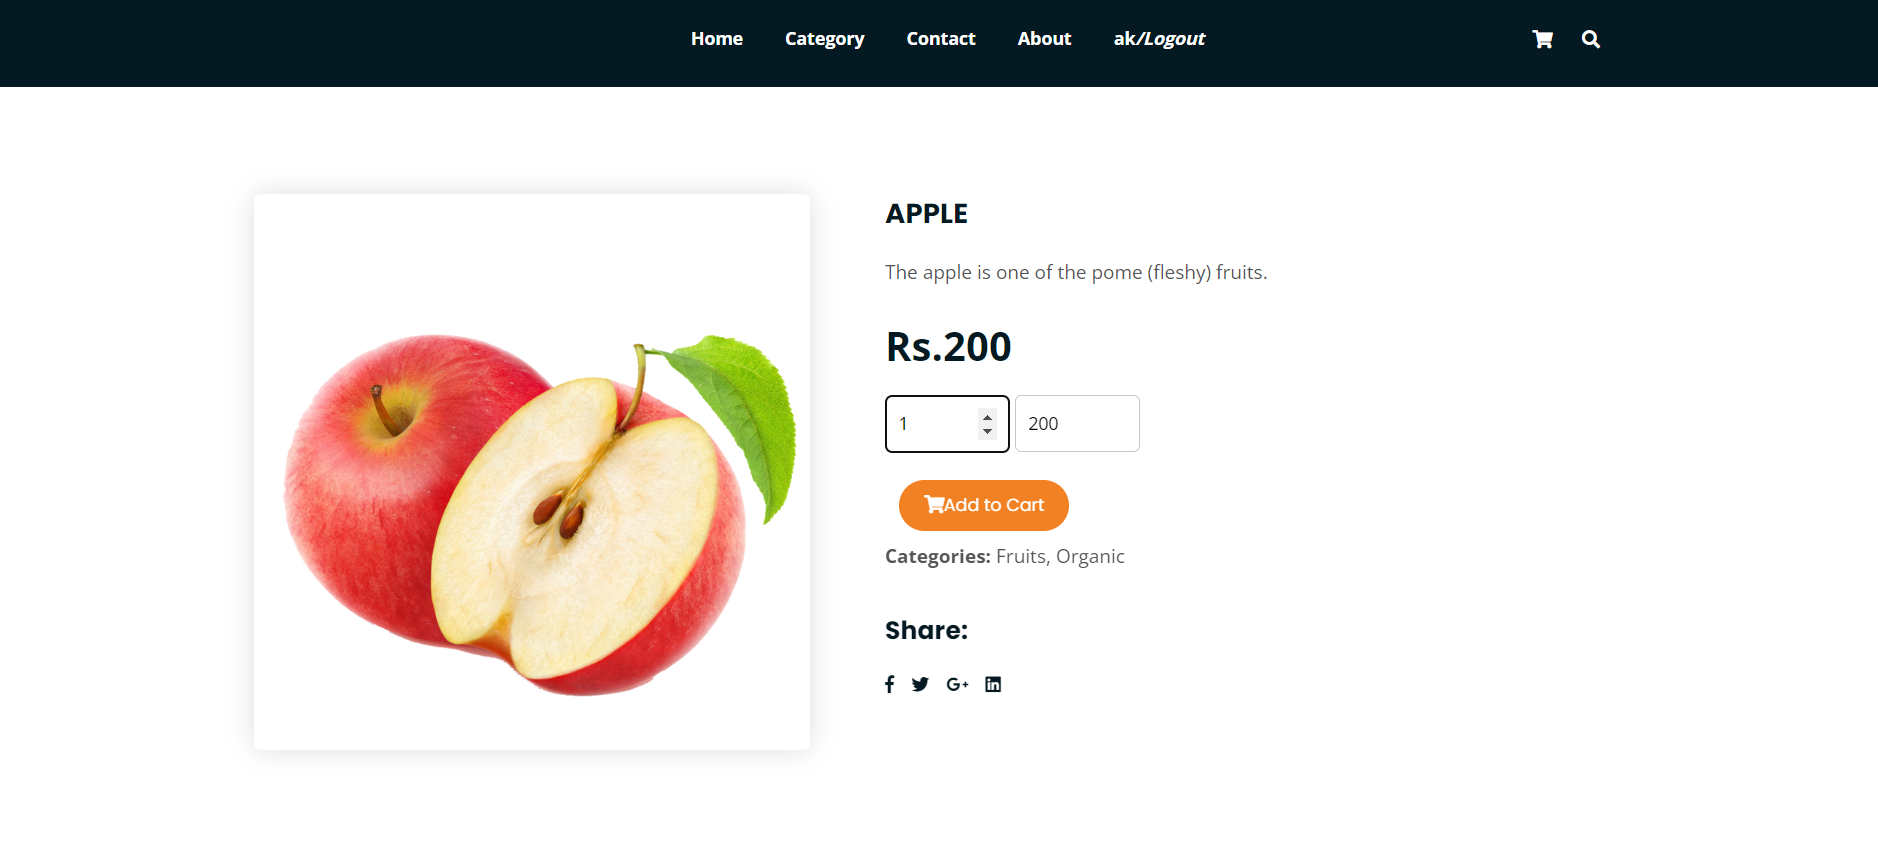 Home Category Contact About ak/Logout
APPLE
The apple is one of the pome (fleshy) fruits.
Rs.200
1 200
Add to Cart
Categories: Fruits, Organic
Share: